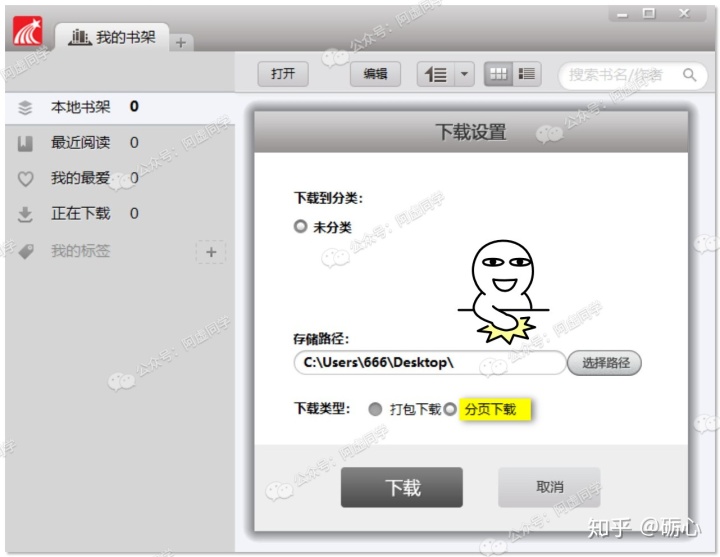 我的书架
打开
编辑
搜索书名/作者
本地书架 0
最近阅读 0
我的最爱 0
正在下载 0
我的标签
下载设置
下载到分类：
未分类
存储路径：
C:\Users\666\Desktop\
选择路径
下载类型： 打包下载 分页下载
下载
取消
公众号：阿虚同学
知乎 @砺心